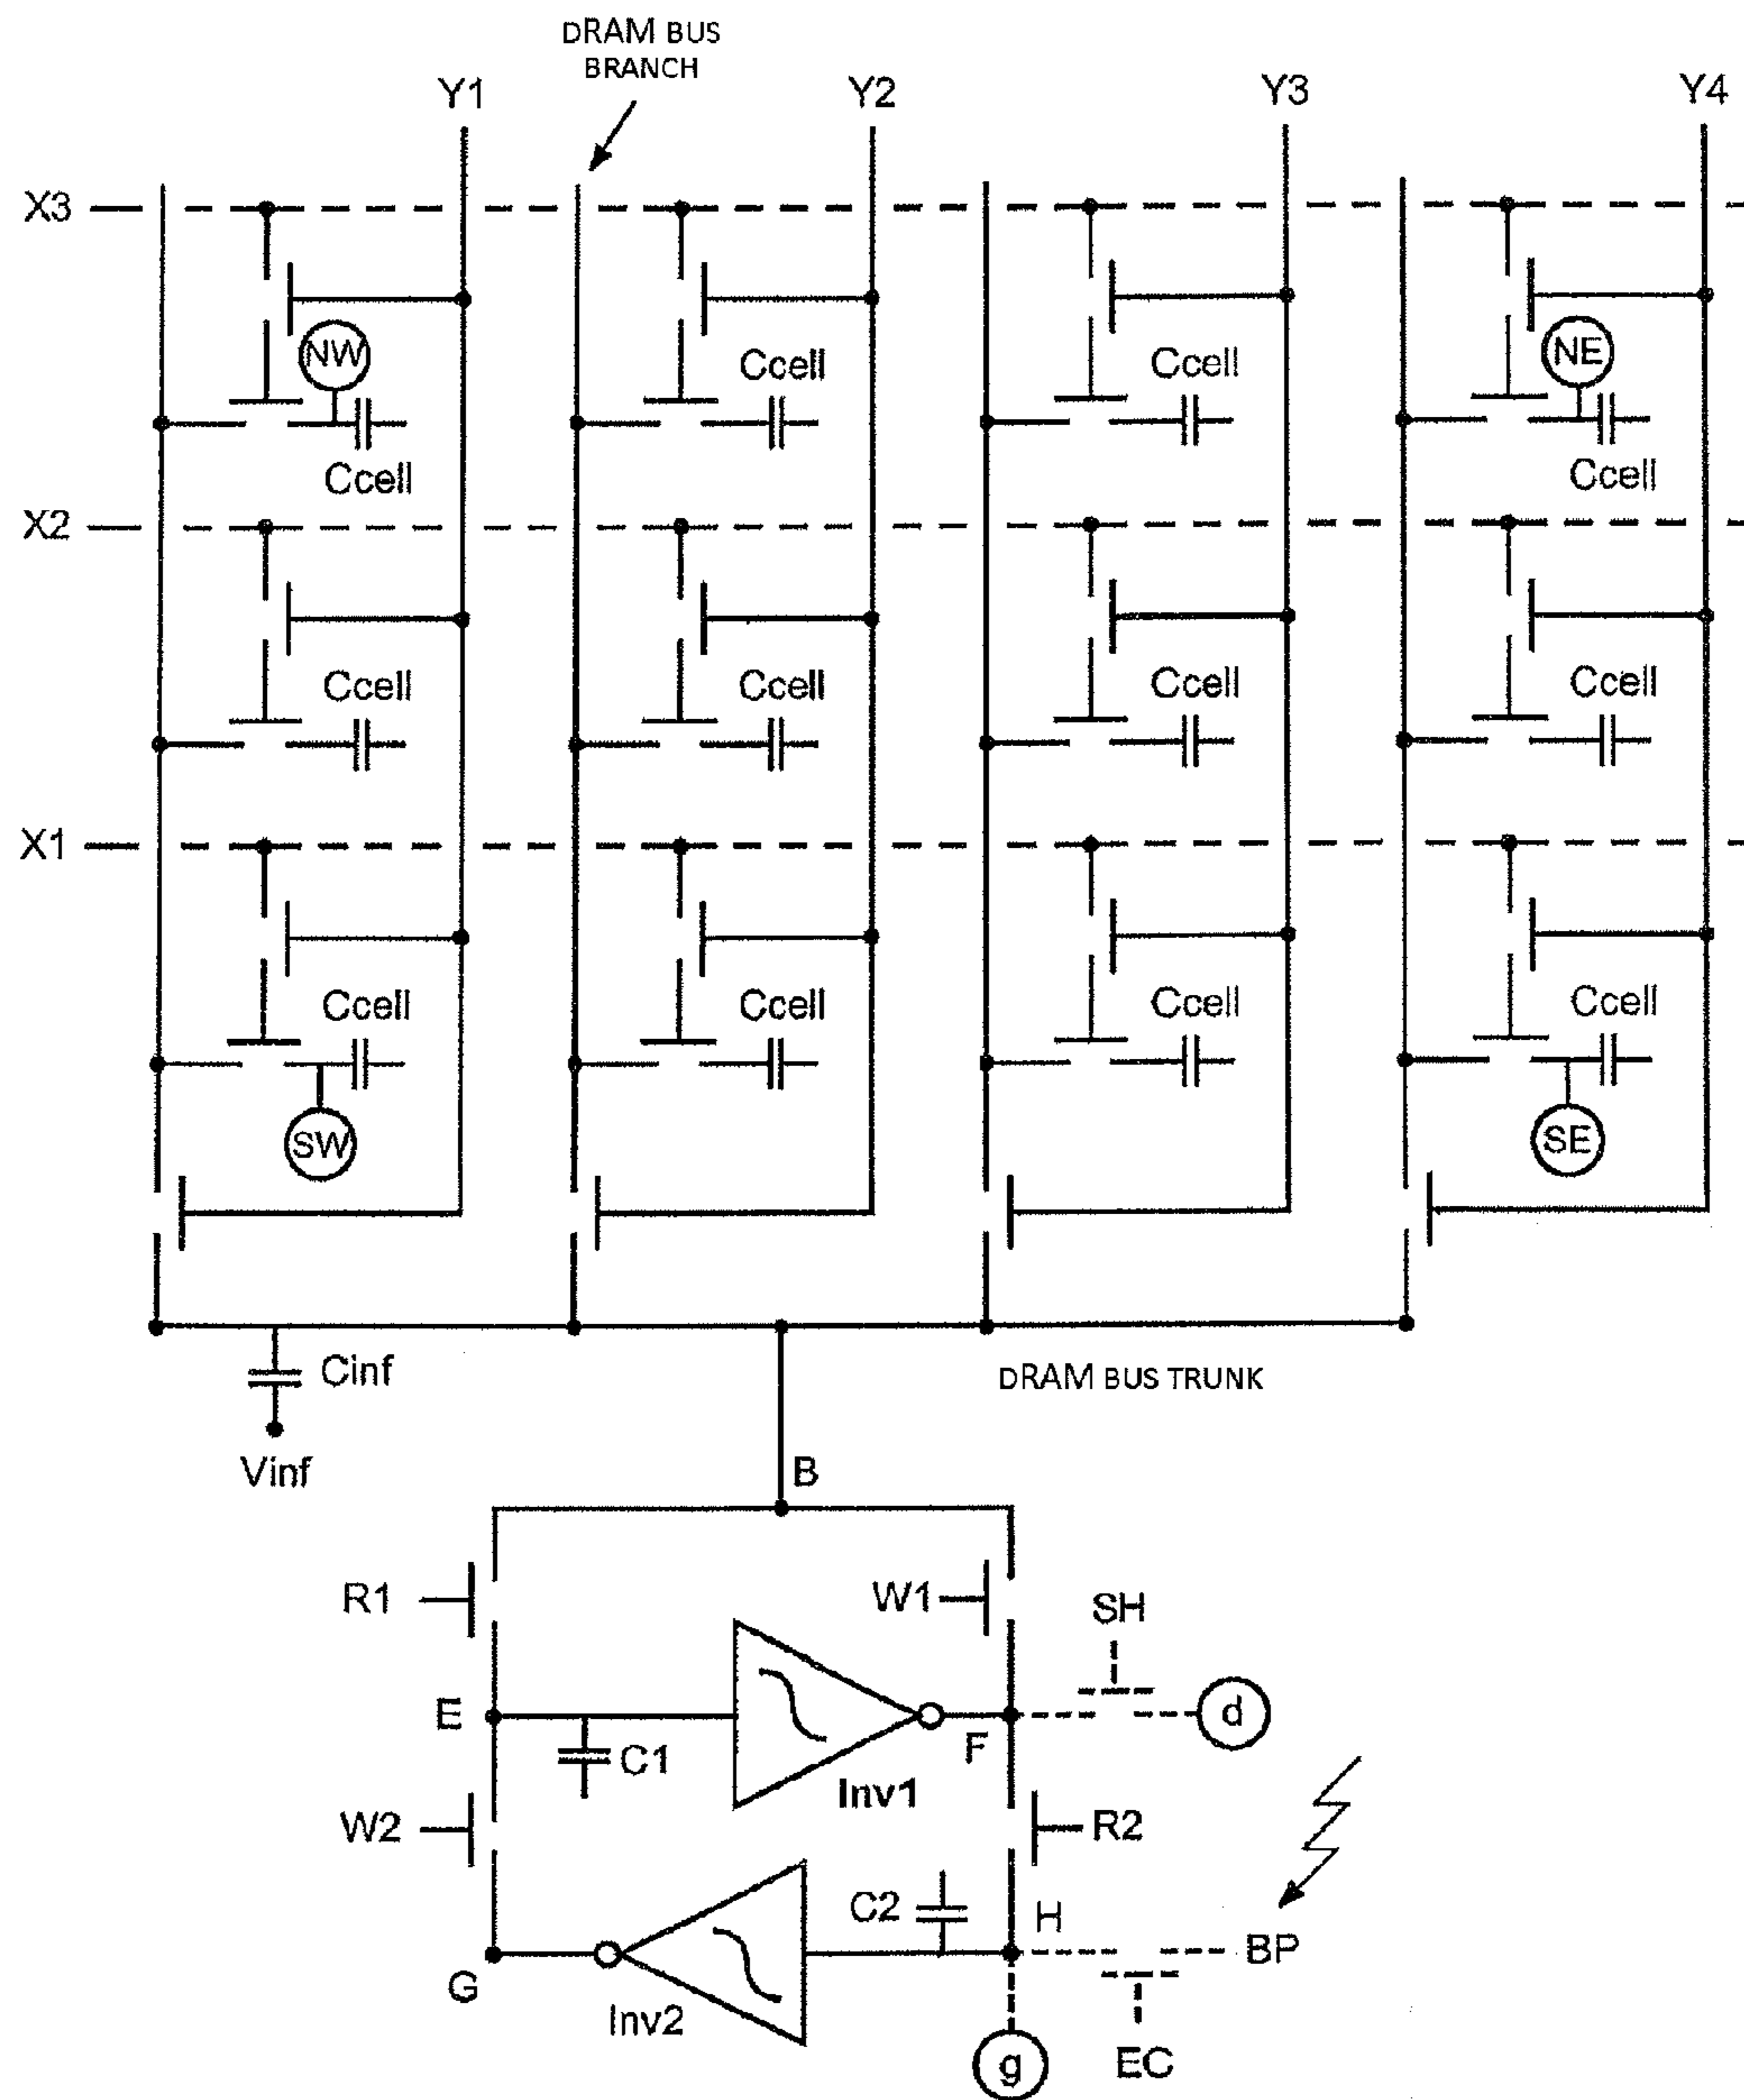 DRAM BUS
BRANCH
Y1
Y2
Y3
Y4
X3
NW
Ccell
Ccell
NE
Ccell
Ccell
X2
Ccell
Ccell
Ccell
Ccell
X1
Ccell
Ccell
Ccell
Ccell
SW
SE
Cinf
DRAM BUS TRUNK
Vinf
B
R1
W1
SH
E
C1
F
d
Inv1
W2
R2
C2
H
BP
G
Inv2
g
EC